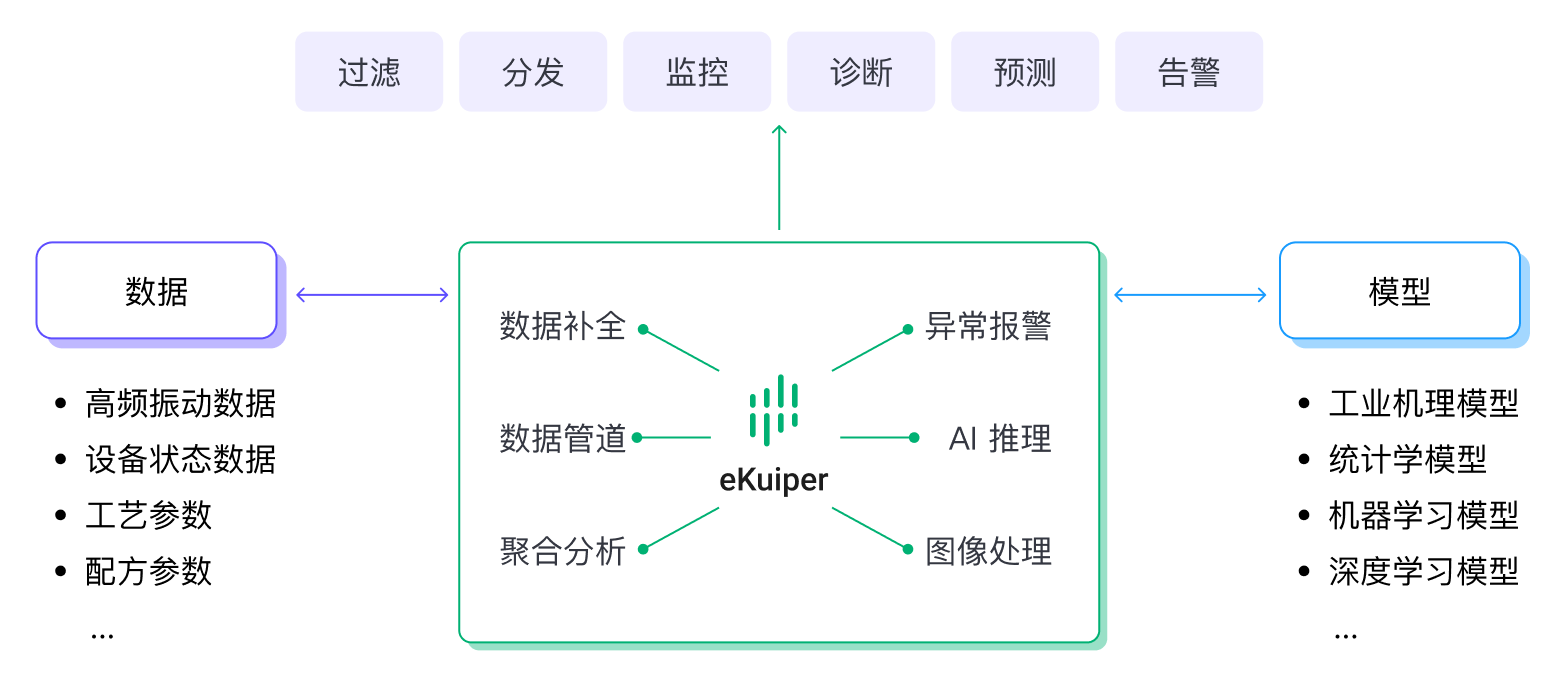 过滤
分发
监控
诊断
预测
告警
数据
高频振动数据
设备状态数据
工艺参数
配方参数
...
数据补全
数据管道
聚合分析
eKuiper
异常报警
AI 推理
图像处理
模型
工业机理模型
统计学模型
机器学习模型
深度学习模型
...